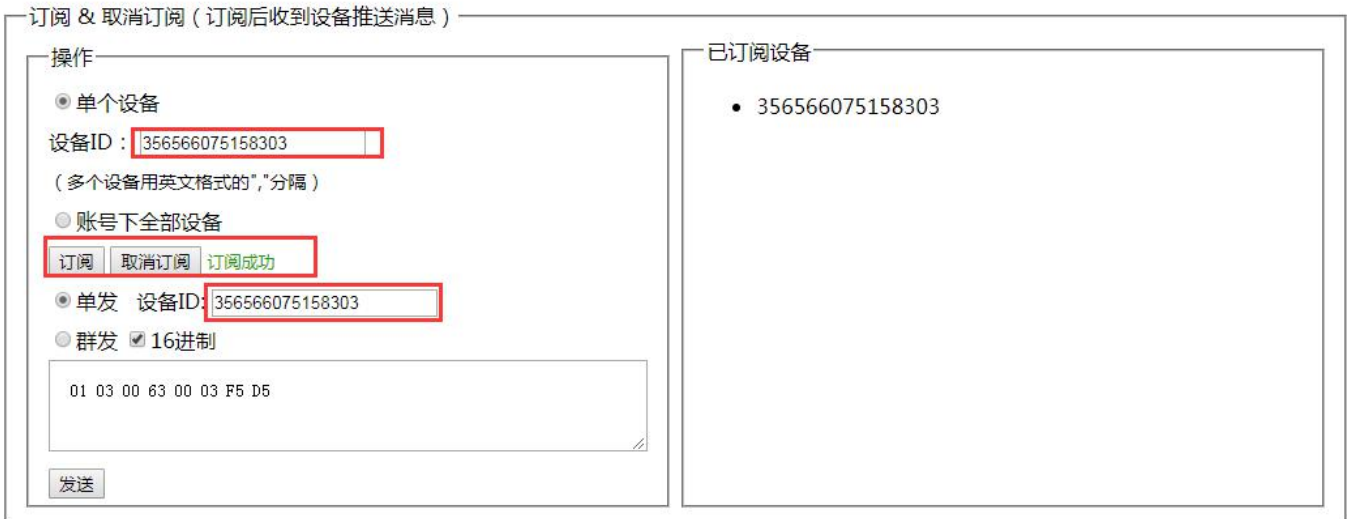 订阅 & 取消订阅（订阅后收到设备推送消息）
操作
单个设备
设备ID：356566075158303
（多个设备用英文格式的","分隔）
账号下全部设备
订阅 取消订阅 订阅成功
单发 设备ID:356566075158303
群发 16进制
01 03 00 63 00 03 F5 D5
发送
已订阅设备
• 356566075158303